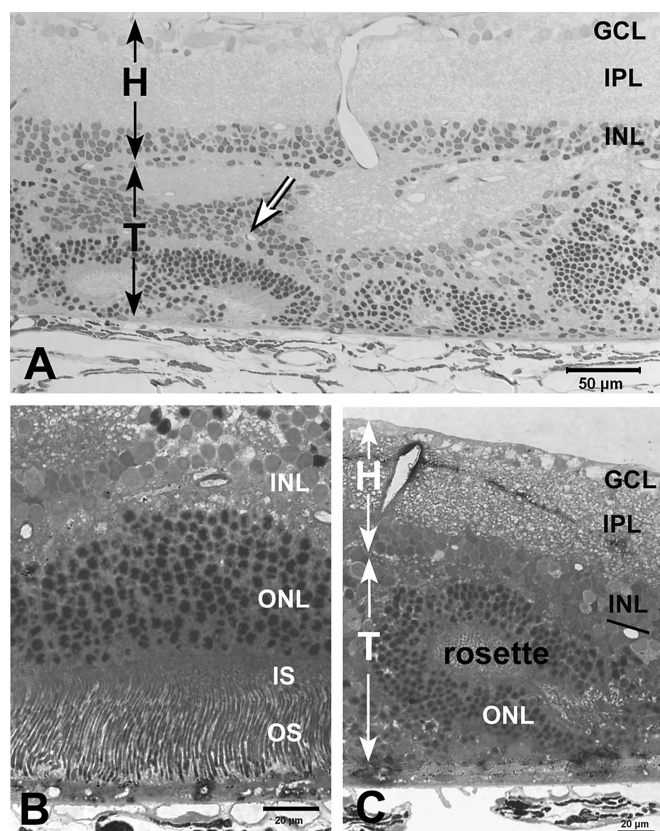 GCL
H
IPL
INL
T
A
50 µm
INL
ONL
IS
OS
B
20 µm
H
GCL
IPL
INL
T
rosette
ONL
C
20 µm